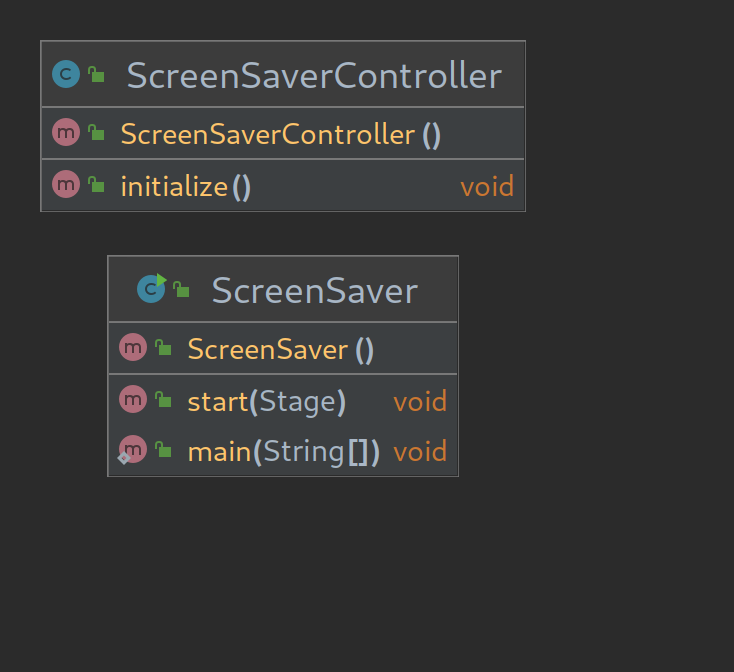 C ScreenSaverController
m ScreenSaverController()
m initialize() void
C ScreenSaver
m ScreenSaver()
m start(Stage) void
m main(String[]) void